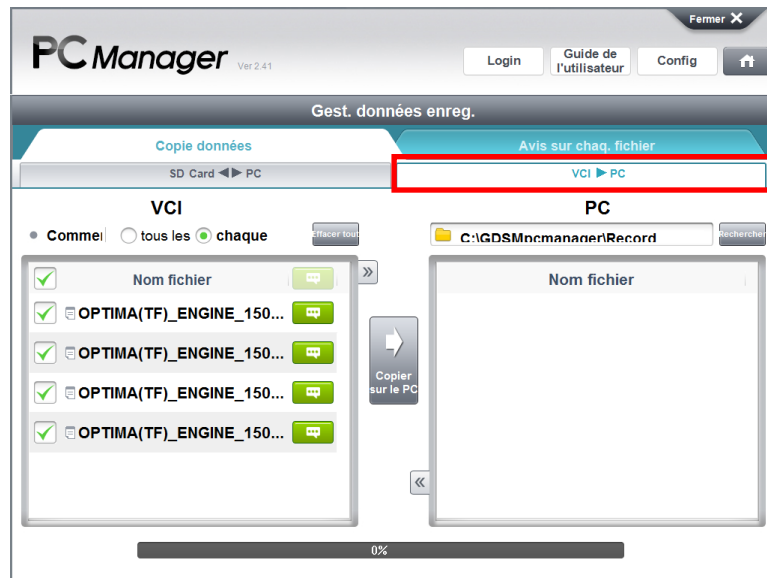 Fermer X
PC Manager Ver 2.41
Login
Guide de
l'utilisateur
Config
Gest. données enreg.
Copie données
Avis sur chaq. fichier
SD Card ◀▶ PC
VCI ▶ PC
VCI
PC
Commei
tous les
chaque
Effacer tout
C:\GDSMpcmanager\Record
Rechercher
Nom fichier
Nom fichier
OPTIMA(TF)_ENGINE_150...
OPTIMA(TF)_ENGINE_150...
OPTIMA(TF)_ENGINE_150...
OPTIMA(TF)_ENGINE_150...
Copier
sur le PC
0%